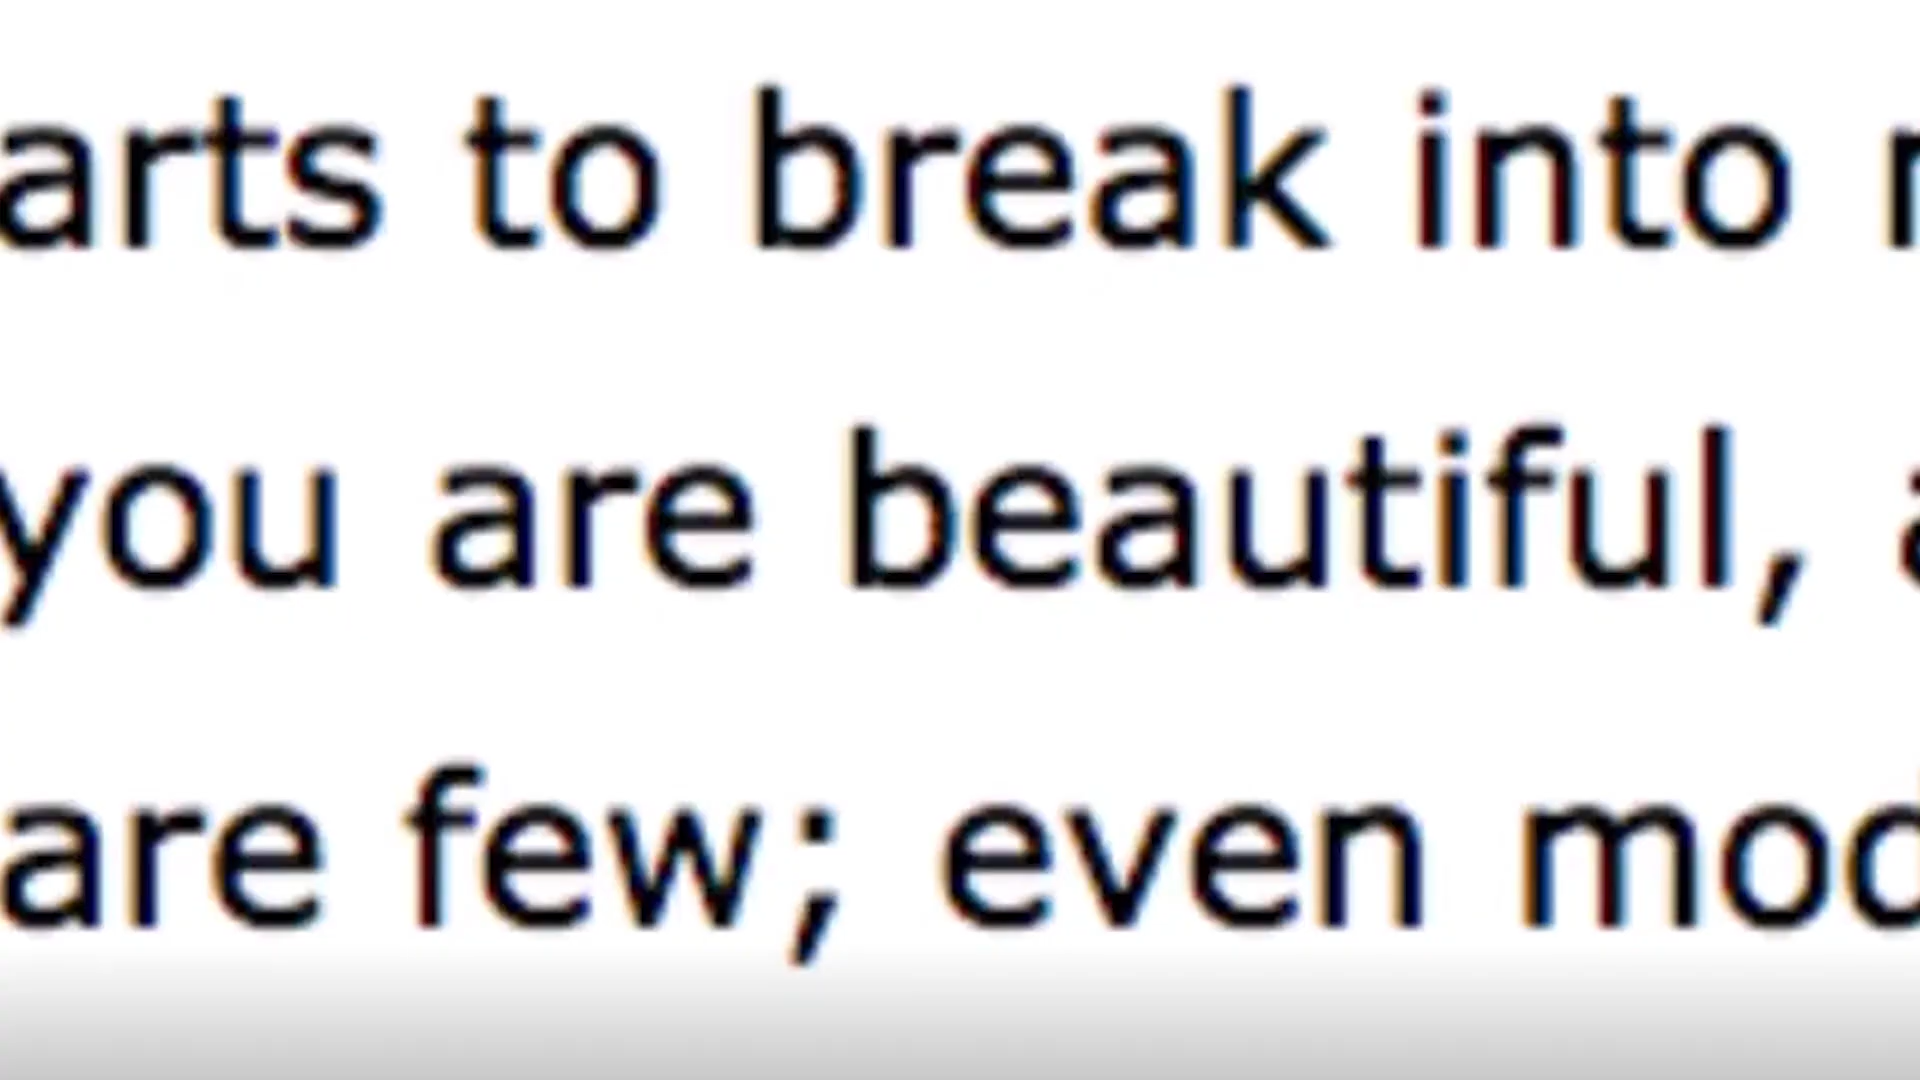 arts to break into
you are beautiful,
are few; even mod